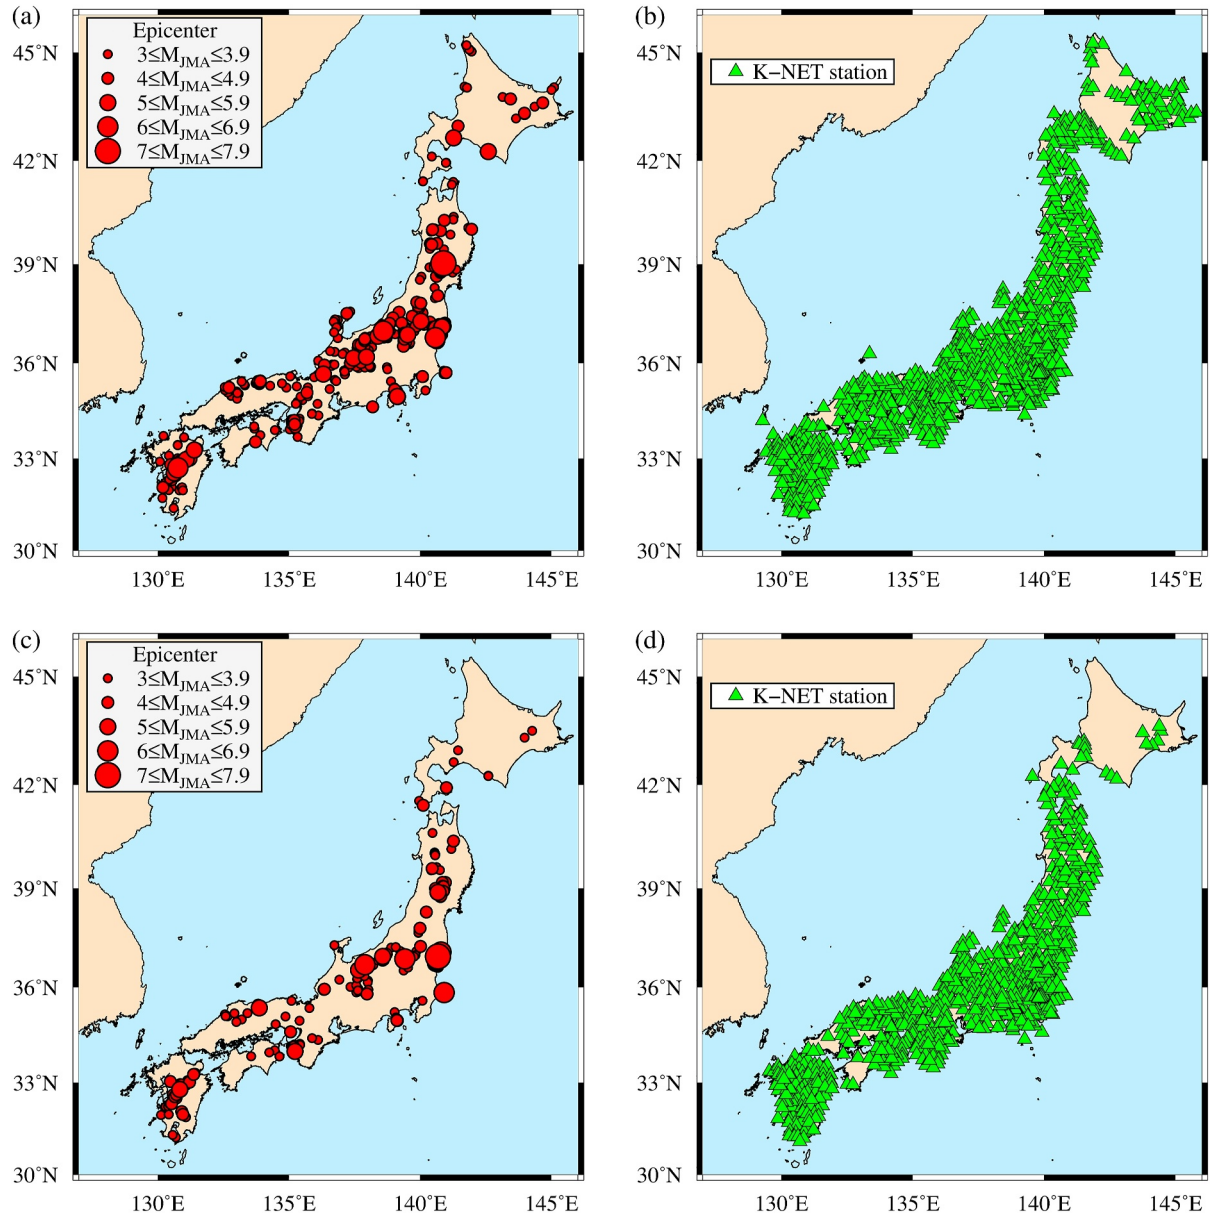 (a)
Epicenter
3≤MJMA≤3.9
4≤MJMA≤4.9
5≤MJMA≤5.9
6≤MJMA≤6.9
7≤MJMA≤7.9
45°N
42°N
39°N
36°N
33°N
30°N
130°E 135°E 140°E 145°E
(b)
K−NET station
45°N
42°N
39°N
36°N
33°N
30°N
130°E 135°E 140°E 145°E
(c)
Epicenter
3≤MJMA≤3.9
4≤MJMA≤4.9
5≤MJMA≤5.9
6≤MJMA≤6.9
7≤MJMA≤7.9
45°N
42°N
39°N
36°N
33°N
30°N
130°E 135°E 140°E 145°E
(d)
K−NET station
45°N
42°N
39°N
36°N
33°N
30°N
130°E 135°E 140°E 145°E